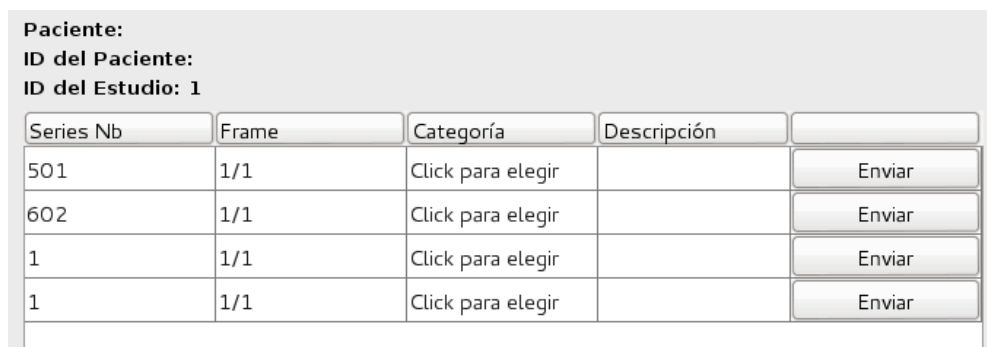 Paciente:
ID del Paciente:
ID del Estudio: 1
Series Nb Frame Categoría Descripción
501 1/1 Click para elegir Enviar
602 1/1 Click para elegir Enviar
1 1/1 Click para elegir Enviar
1 1/1 Click para elegir Enviar